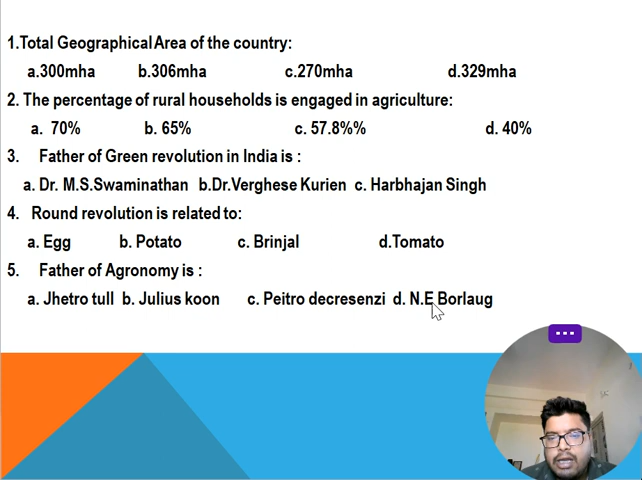 1.Total Geographical Area of the country:
a.300mha b.306mha c.270mha d.329mha
2. The percentage of rural households is engaged in agriculture:
a. 70% b. 65% c. 57.8%% d. 40%
3. Father of Green revolution in India is :
a. Dr. M.S.Swaminathan b.Dr.Verghese Kurien c. Harbhajan Singh
4. Round revolution is related to:
a. Egg b. Potato c. Brinjal d.Tomato
5. Father of Agronomy is :
a. Jhetro tull b. Julius koon c. Peitro decresenzi d. N.E Borlaug